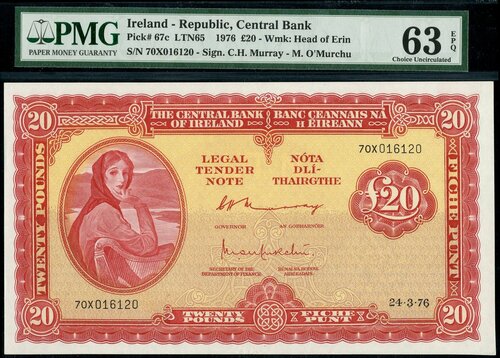 PMG
PAPER MONEY GUARANTY
Ireland - Republic, Central Bank
Pick# 67c LTN65 1976 £20 - Wmk: Head of Erin
S/N 70X016120 - Sign. C.H. Murray - M. O'Murchu
63 EPQ
Choice Uncirculated
20
THE CENTRAL BANK OF IRELAND
BANC CEANNAIS NA H ÉIREANN
20
TWENTY POUNDS
FICHE PUNT
70X016120
LEGAL TENDER NOTE
NÓTA DLÍ-THAIRGTHE
£20
GOVERNOR
AN GOBHARNÓIR
SECRETARY OF THE DEPARTMENT OF FINANCE.
70X016120
24-3-76
20
TWENTY POUNDS
FICHE PUNT
20